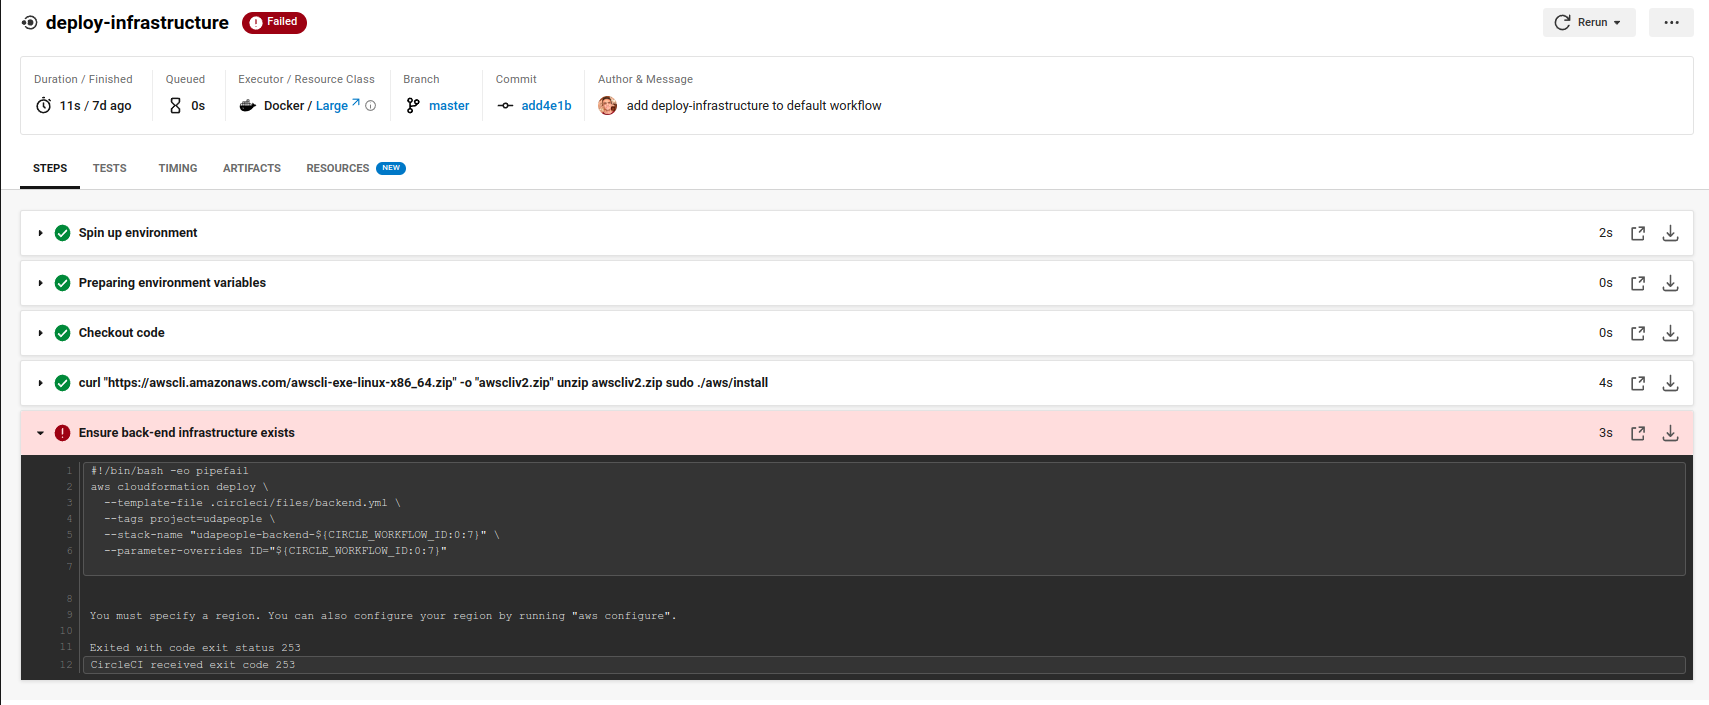 deploy-infrastructure Failed Rerun
Duration / Finished Queued Executor / Resource Class Branch Commit Author & Message
11s / 7d ago 0s Docker / Large master add4e1b add deploy-infrastructure to default workflow
STEPS TESTS TIMING ARTIFACTS RESOURCES NEW
Spin up environment 2s
Preparing environment variables 0s
Checkout code 0s
curl "https://awscli.amazonaws.com/awscli-exe-linux-x86_64.zip" -o "awscliv2.zip" unzip awscliv2.zip sudo ./aws/install 4s
Ensure back-end infrastructure exists 3s
1 #!/bin/bash -eo pipefail
2 aws cloudformation deploy \
3 --template-file .circleci/files/backend.yml \
4 --tags project=udapeople \
5 --stack-name "udapeople-backend-${CIRCLE_WORKFLOW_ID:0:7}" \
6 --parameter-overrides ID="${CIRCLE_WORKFLOW_ID:0:7}"
7
8
9 You must specify a region. You can also configure your region by running "aws configure".
10
11 Exited with code exit status 253
12 CircleCI received exit code 253